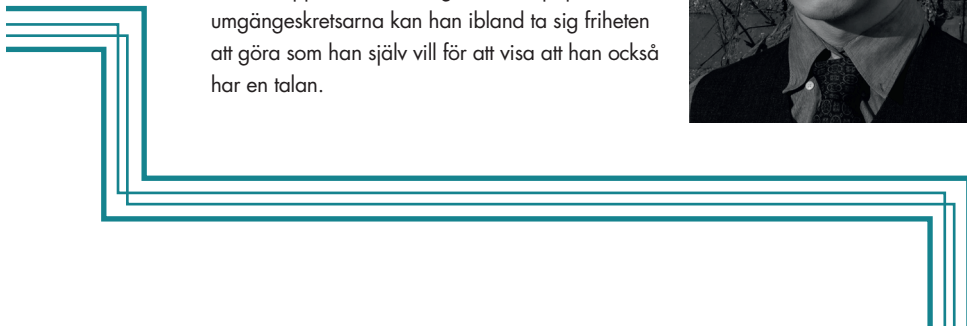 umgängeskretsarna kan han ibland ta sig friheten
att göra som han själv vill för att visa att han också
har en talan.